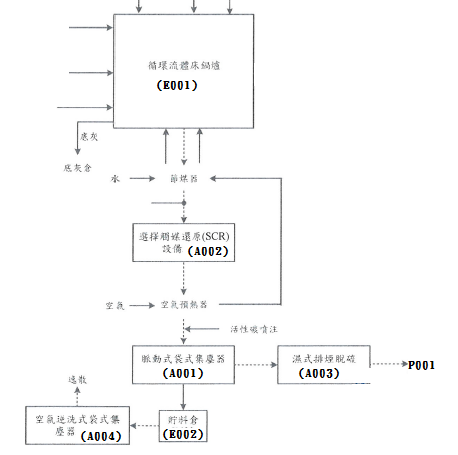 循環流體床鍋爐
(E001)
底灰
底灰倉
水
節煤器
選擇觸媒還原(SCR)
設備(A002)
空氣
空氣預熱器
活性碳噴注
脈動式袋式集塵器
(A001)
濕式排煙脫硫
(A003)
P001
逸散
空氣逆洗式袋式集
塵器(A004)
貯料倉
(E002)